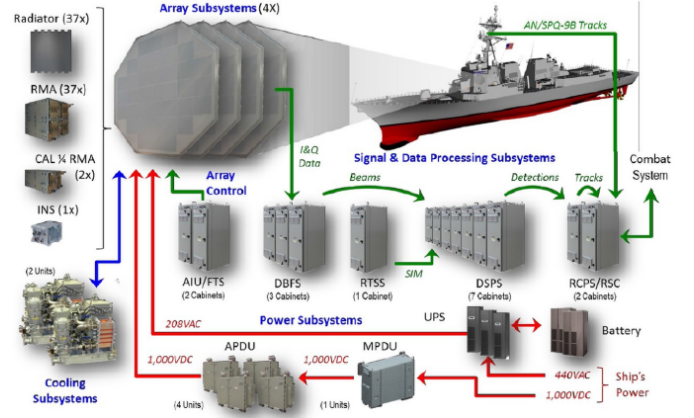 Array Subsystems (4X)
AN/SPQ-9B Tracks
Radiator (37x)
RMA (37x)
CAL ¼ RMA
(2x)
INS (1x)
I&Q
Data
Signal & Data Processing Subsystems
Array
Control
Beams
Detections
Tracks
Combat
System
SIM
AIU/FTS
(2 Cabinets)
DBFS
(3 Cabinets)
RTSS
(1 Cabinet)
DSPS
(7 Cabinets)
RCPS/RSC
(2 Cabinets)
(2 Units)
Cooling
Subsystems
208VAC
Power Subsystems
UPS
Battery
1,000VDC
APDU
(4 Units)
1,000VDC
MPDU
(1 Units)
440VAC
1,000VDC
Ship's
Power